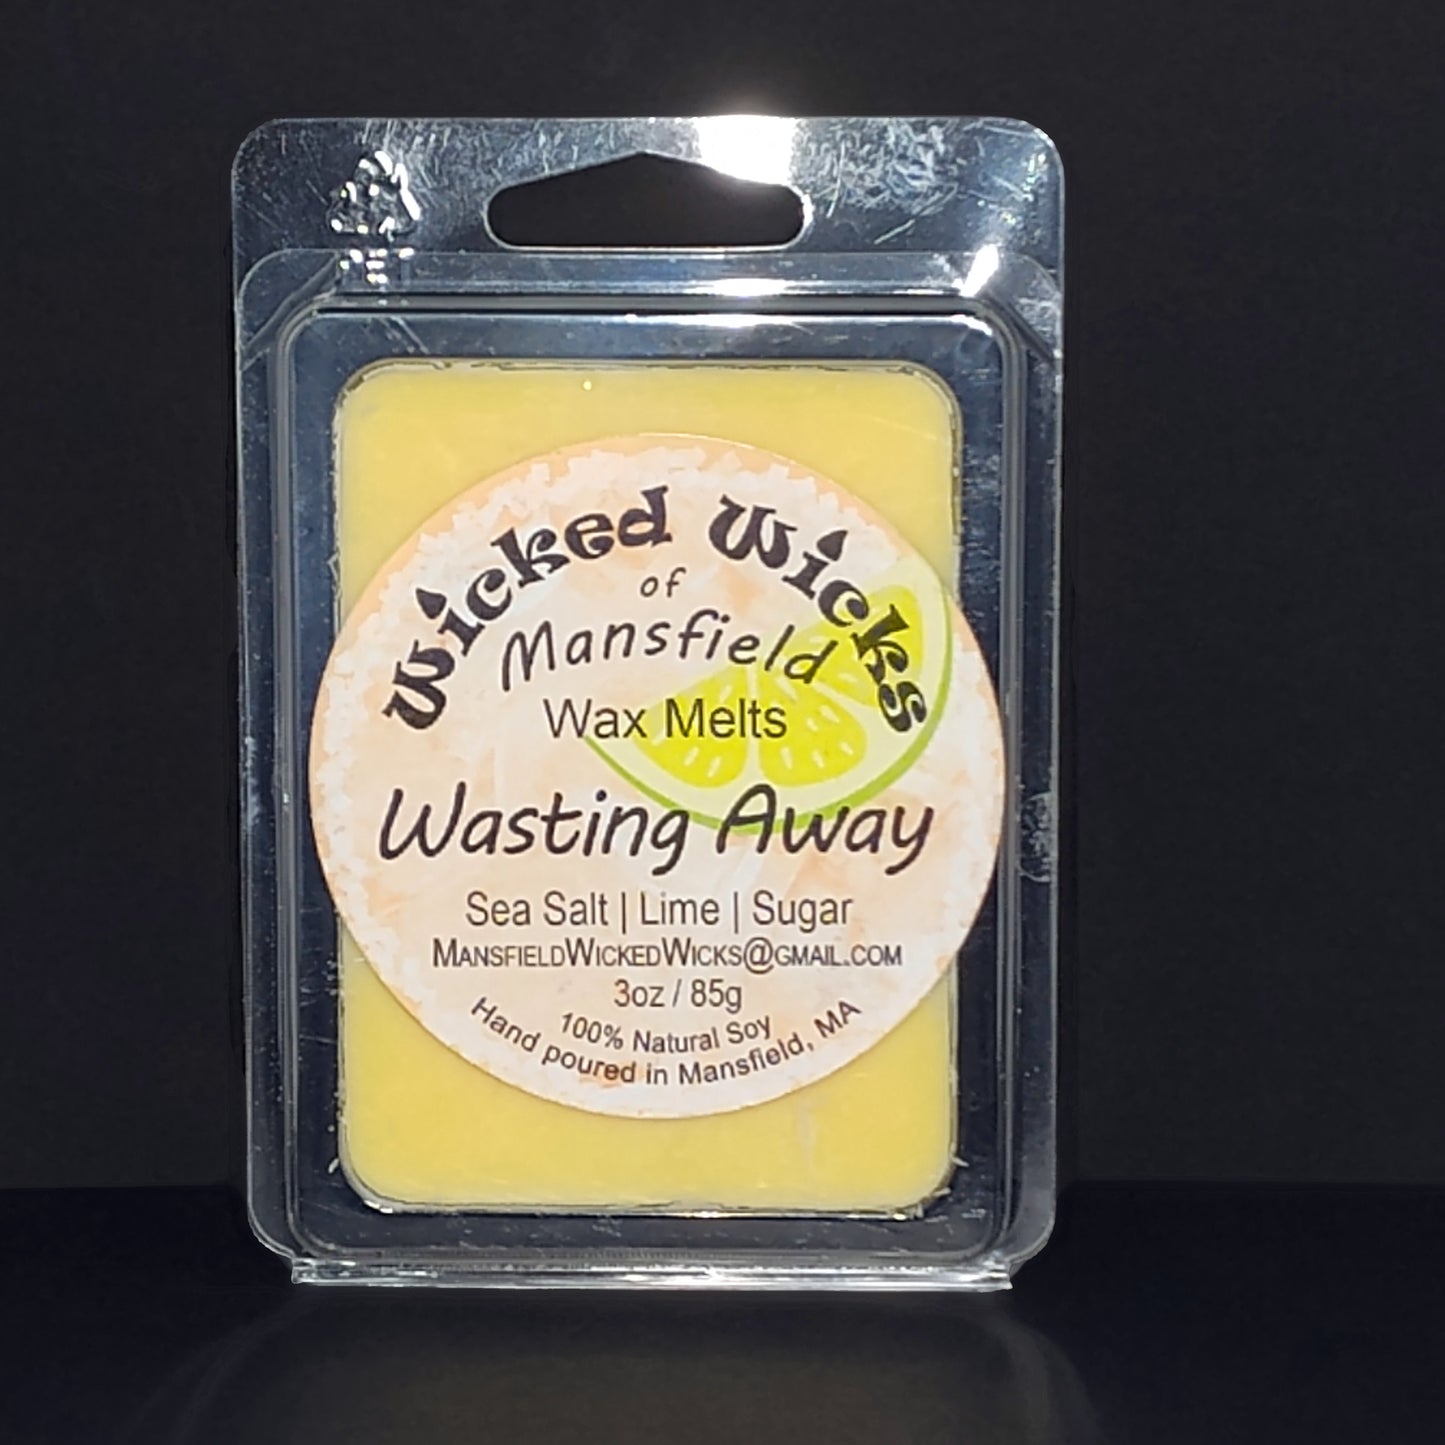 Wicked Wicks
of
Mansfield
Wax Melts
Wasting Away
Sea Salt | Lime | Sugar
MANSFIELDWICKEDWICKS@GMAIL.COM
3oz / 85g
100% Natural Soy
Hand poured in Mansfield, MA